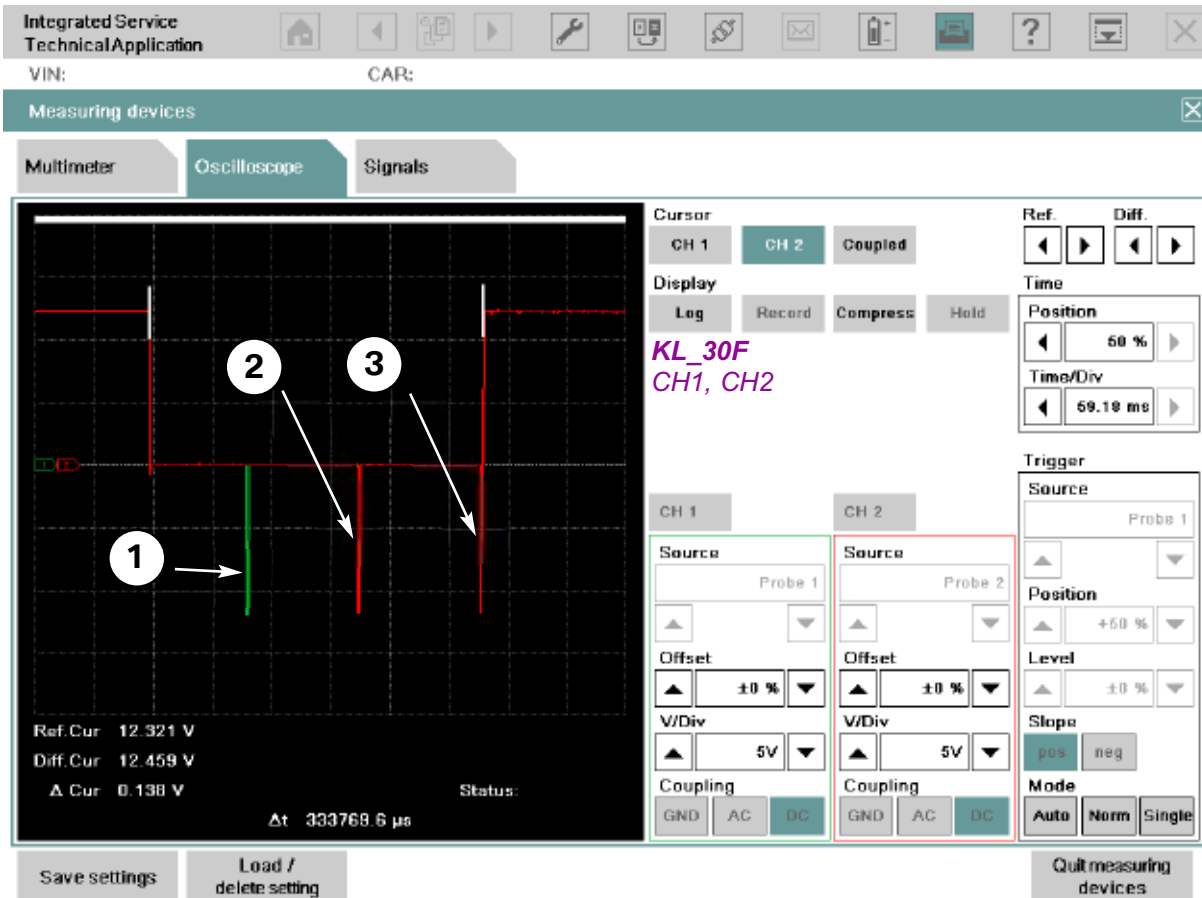 Integrated Service
Technical Application
?
VIN: CAR:
Measuring devices
Multimeter Oscilloscope Signals
Cursor Ref. Diff.
CH 1 CH 2 Coupled
Display Time
Log Record Compress Hold Position
50 %
KL_30F
CH1, CH2
Time/Div
59.18 ms
2 3
1 2
Trigger
Source
Probe 1
CH 1 CH 2
1
Source Source
Probe 1 Probe 2
Position
+50 %
Offset Offset Level
±0 % ±0 % ±0 %
V/Div V/Div Slope
5V 5V pos neg
Ref.Cur 12.321 V
Diff.Cur 12.459 V
Δ Cur 0.138 V Status:
Δt 333769.6 µs
Coupling Coupling Mode
GND AC DC GND AC DC Auto Norm Single
Save settings Load /
delete setting Quit measuring
devices